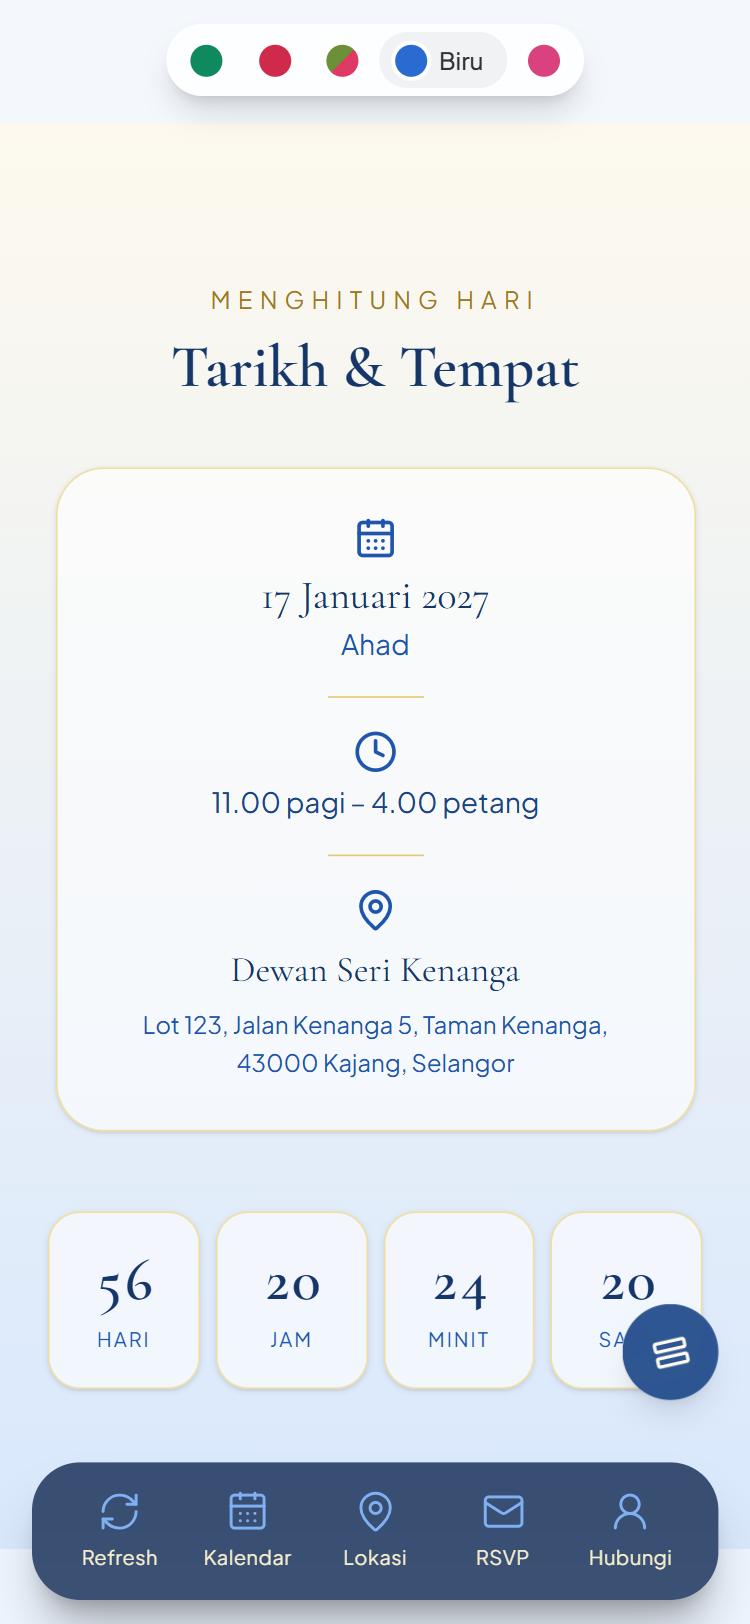 Biru
MENGHITUNG HARI
Tarikh & Tempat
17 Januari 2027
Ahad
11.00 pagi – 4.00 petang
Dewan Seri Kenanga
Lot 123, Jalan Kenanga 5, Taman Kenanga,
43000 Kajang, Selangor
56 20 24 20
HARI JAM MINIT
Refresh Kalendar Lokasi RSVP Hubungi